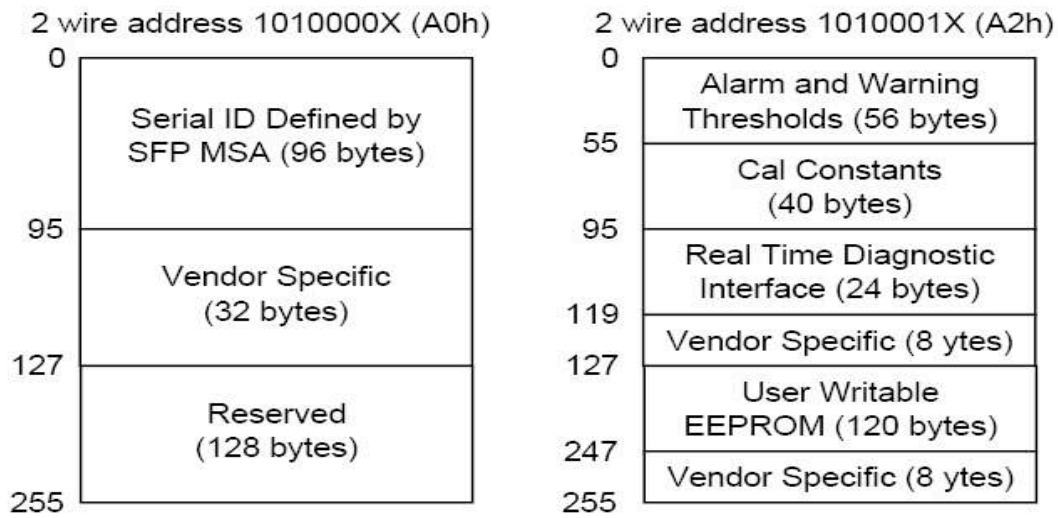 2 wire address 1010000X (A0h)
0
Serial ID Defined by
SFP MSA (96 bytes)
95
Vendor Specific
(32 bytes)
127
Reserved
(128 bytes)
255
2 wire address 1010001X (A2h)
0
Alarm and Warning
Thresholds (56 bytes)
55
Cal Constants
(40 bytes)
95
Real Time Diagnostic
Interface (24 bytes)
119
Vendor Specific (8 ytes)
127
User Writable
EEPROM (120 bytes)
247
Vendor Specific (8 ytes)
255